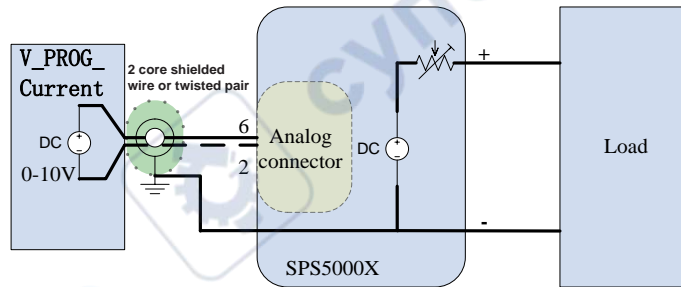 V_PROG_
Current
DC
+
-
0-10V
2 core shielded
wire or twisted pair
6
2
Analog
connector
DC
+
-
SPS5000X
+
-
Load